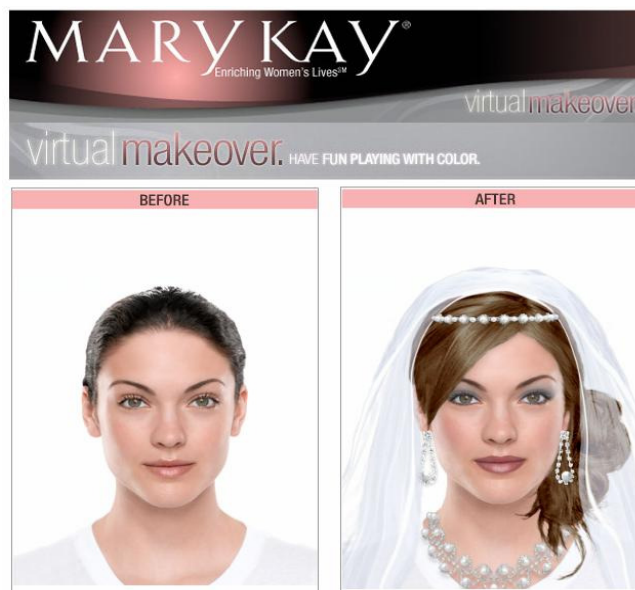 MARY KAY®
Enriching Women's Lives℠
virtual makeover
virtual makeover. HAVE FUN PLAYING WITH COLOR.
BEFORE
AFTER